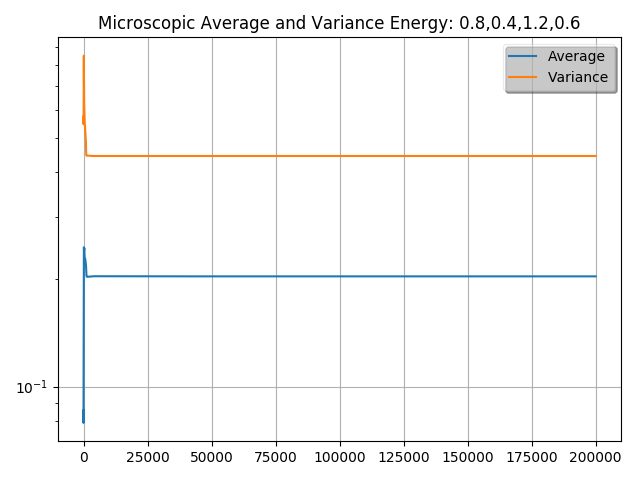 Microscopic Average and Variance Energy: 0.8,0.4,1.2,0.6
Average
Variance
10⁻¹
0 25000 50000 75000 100000 125000 150000 175000 200000